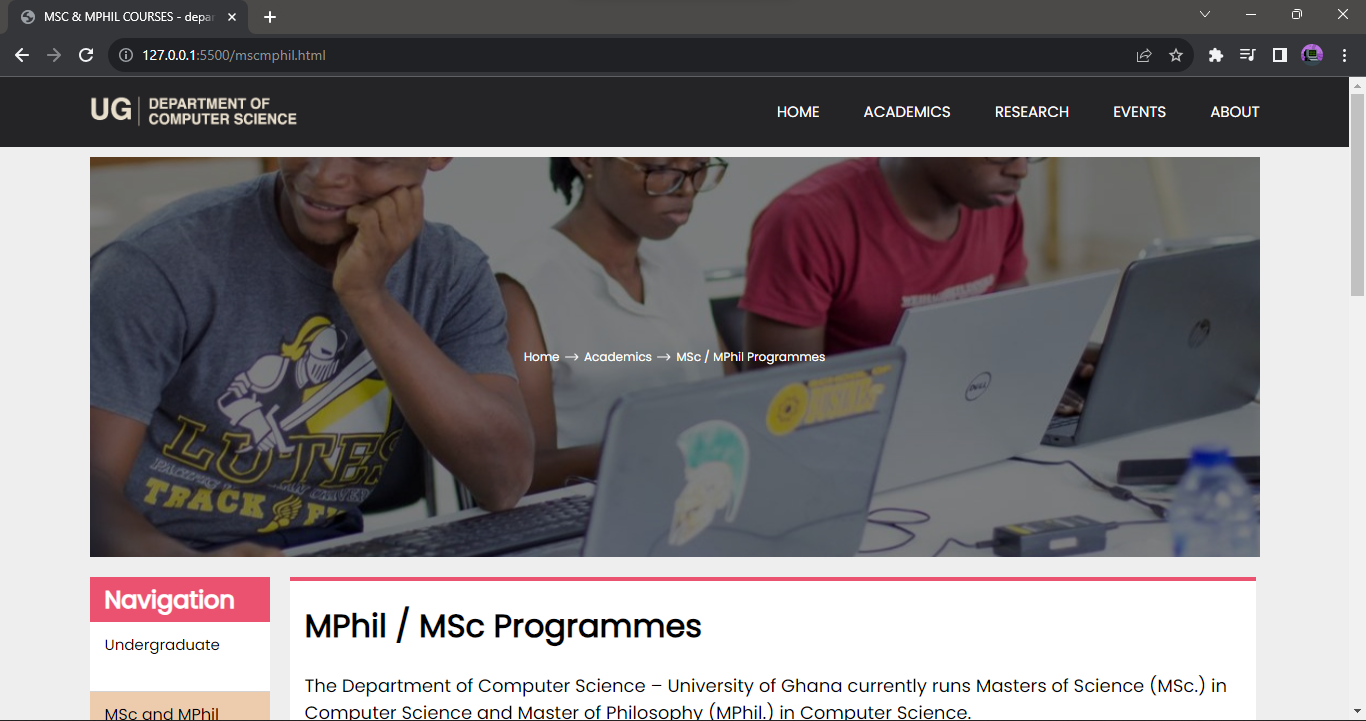 MSC & MPHIL COURSES - depar
127.0.0.1:5500/mscmphil.html
UG
DEPARTMENT OF
COMPUTER SCIENCE
HOME ACADEMICS RESEARCH EVENTS ABOUT
Home → Academics → MSc / MPhil Programmes
DELL
LUTES
TRACK
Navigation
Undergraduate
MSc and MPhil
MPhil / MSc Programmes
The Department of Computer Science – University of Ghana currently runs Masters of Science (MSc.) in
Computer Science and Master of Philosophy (MPhil.) in Computer Science.